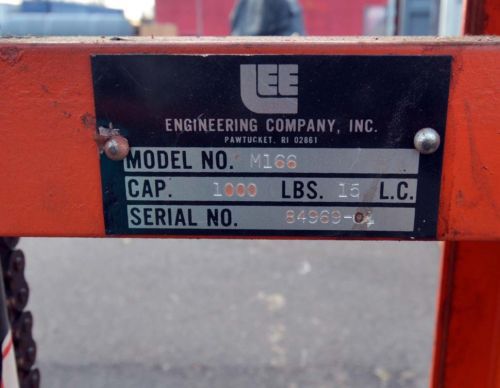 LEE
ENGINEERING COMPANY, INC.
PAWTUCKET, RI 02861
MODEL NO. M166
CAP. 1000 LBS. 15 L.C.
SERIAL NO. 84969-01